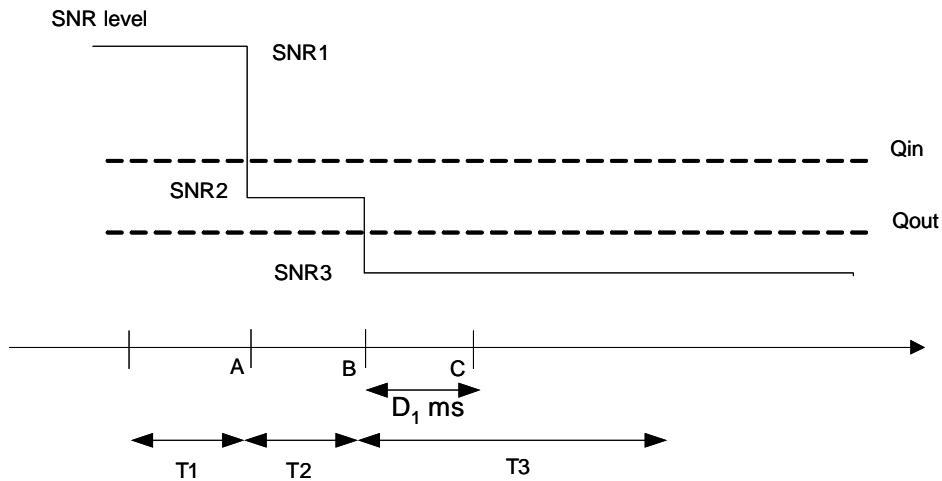 SNR level
SNR1
Qin
SNR2
Qout
SNR3
A B C
D₁ ms
T1 T2 T3